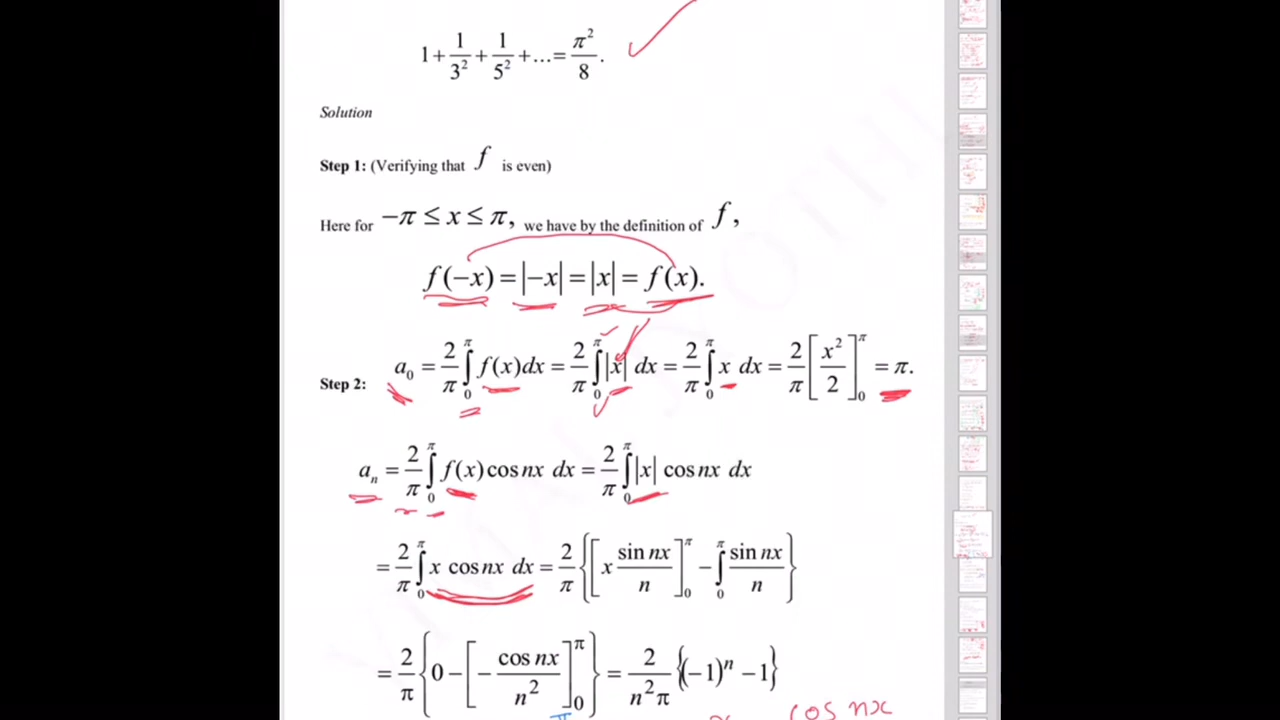 1 + 1/3² + 1/5² + ... = π²/8.
Solution
Step 1: (Verifying that f is even)
Here for −π ≤ x ≤ π, we have by the definition of f,
f(−x) = |−x| = |x| = f(x).
Step 2: a₀ = 2/π ∫₀^π f(x)dx = 2/π ∫₀^π |x| dx = 2/π ∫₀^π x dx = 2/π [x²/2]₀^π = π.
aₙ = 2/π ∫₀^π f(x) cos nx dx = 2/π ∫₀^π |x| cos nx dx
= 2/π ∫₀^π x cos nx dx = 2/π {[x sin nx/n]₀^π − ∫₀^π sin nx/n}
= 2/π {0 − [− cos nx/n²]₀^π} = 2/n²π {(−1)ⁿ − 1}
cos nx